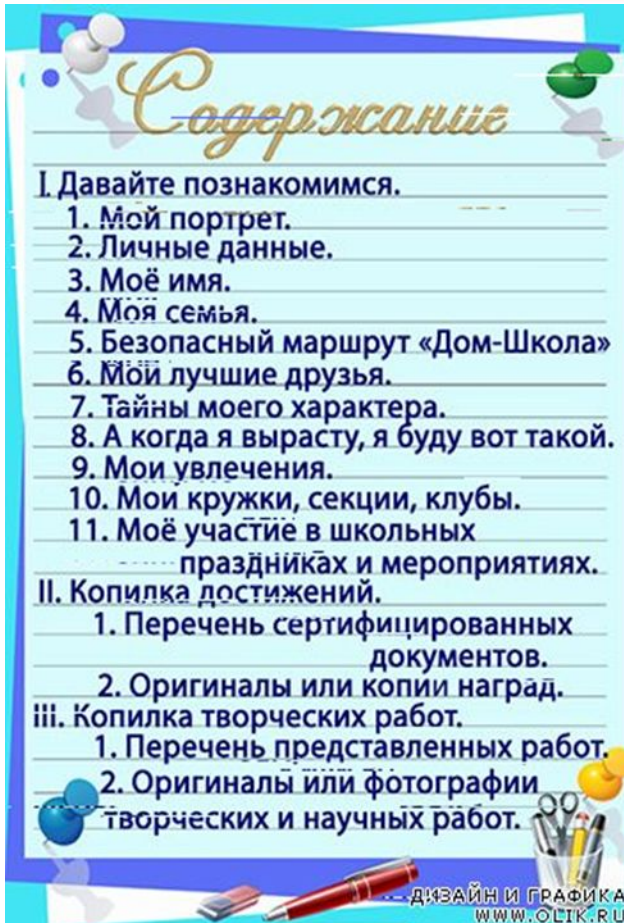 Содержание
I. Давайте познакомимся.
1. Мой портрет.
2. Личные данные.
3. Моё имя.
4. Моя семья.
5. Безопасный маршрут «Дом-Школа»
6. Мои лучшие друзья.
7. Тайны моего характера.
8. А когда я вырасту, я буду вот такой.
9. Мои увлечения.
10. Мои кружки, секции, клубы.
11. Моё участие в школьных
праздниках и мероприятиях.
II. Копилка достижений.
1. Перечень сертифицированных
документов.
2. Оригиналы или копии наград.
iii. Копилка творческих работ.
1. Перечень представленных работ.
2. Оригиналы или фотографии
творческих и научных работ.
ДИЗАЙН И ГРАФИКА
WWW.OLIK.RU